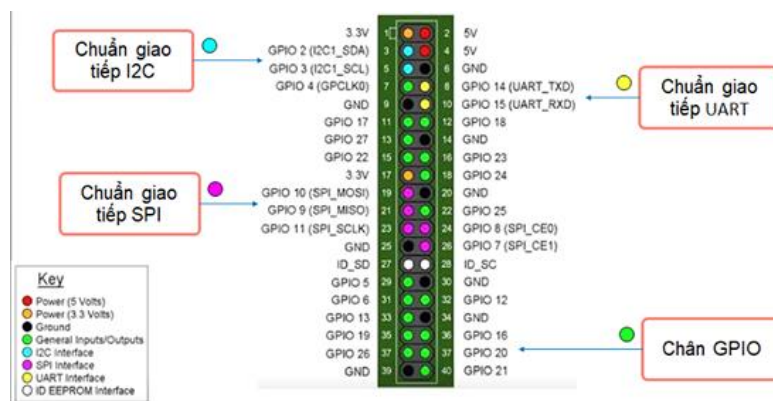 Chuẩn giao
tiếp I2C
Chuẩn giao
tiếp SPI
Key
Power (5 Volts)
Power (3.3 Volts)
Ground
General Inputs/Outputs
I2C Interface
SPI Interface
UART Interface
ID EEPROM Interface
3.3V 1 2 5V
GPIO 2 (I2C1_SDA) 3 4 5V
GPIO 3 (I2C1_SCL) 5 6 GND
GPIO 4 (GPCLK0) 7 8 GPIO 14 (UART_TXD)
GND 9 10 GPIO 15 (UART_RXD)
GPIO 17 11 12 GPIO 18
GPIO 27 13 14 GND
GPIO 22 15 16 GPIO 23
3.3V 17 18 GPIO 24
GPIO 10 (SPI_MOSI) 19 20 GND
GPIO 9 (SPI_MISO) 21 22 GPIO 25
GPIO 11 (SPI_SCLK) 23 24 GPIO 8 (SPI_CE0)
GND 25 26 GPIO 7 (SPI_CE1)
ID_SD 27 28 ID_SC
GPIO 5 29 30 GND
GPIO 6 31 32 GPIO 12
GPIO 13 33 34 GND
GPIO 19 35 36 GPIO 16
GPIO 26 37 37 GPIO 20
GND 39 40 GPIO 21
Chuẩn giao
tiếp UART
Chân GPIO